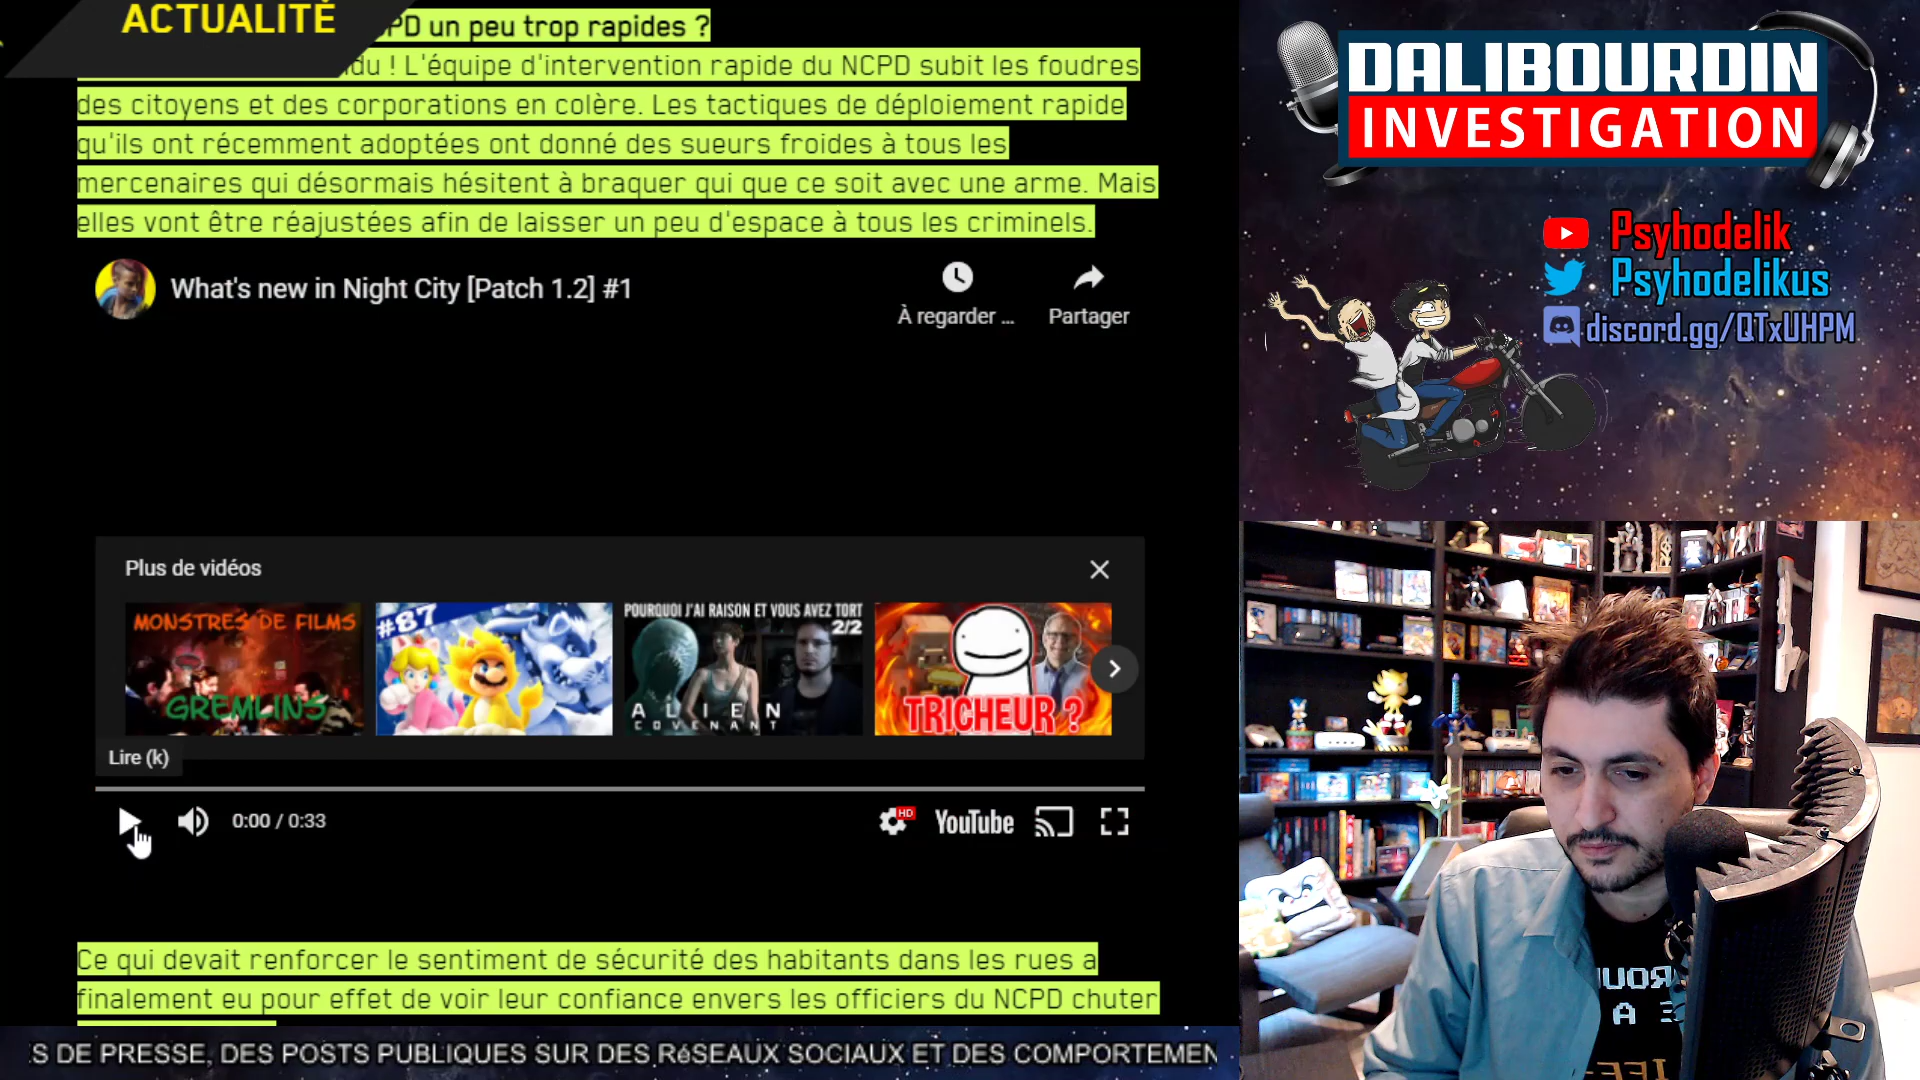 ACTUALITÉ
PD un peu trop rapides ?
du ! L'équipe d'intervention rapide du NCPD subit les foudres
des citoyens et des corporations en colère. Les tactiques de déploiement rapide
qu'ils ont récemment adoptées ont donné des sueurs froides à tous les
mercenaires qui désormais hésitent à braquer qui que ce soit avec une arme. Mais
elles vont être réajustées afin de laisser un peu d'espace à tous les criminels.
What's new in Night City [Patch 1.2] #1
À regarder ...
Partager
Plus de vidéos
MONSTRES DE FILMS
GREMLINS
#87
POURQUOI J'AI RAISON ET VOUS AVEZ TORT
2/2
ALIEN
COVENANT
TRICHEUR ?
Lire (k)
0:00 / 0:33
HD
YouTube
Ce qui devait renforcer le sentiment de sécurité des habitants dans les rues a
finalement eu pour effet de voir leur confiance envers les officiers du NCPD chuter
S DE PRESSE, DES POSTS PUBLIQUES SUR DES RéSEAUX SOCIAUX ET DES COMPORTEMEN
DALIBOURDIN
INVESTIGATION
Psyhodelik
Psyhodelikus
discord.gg/QTxUHPM